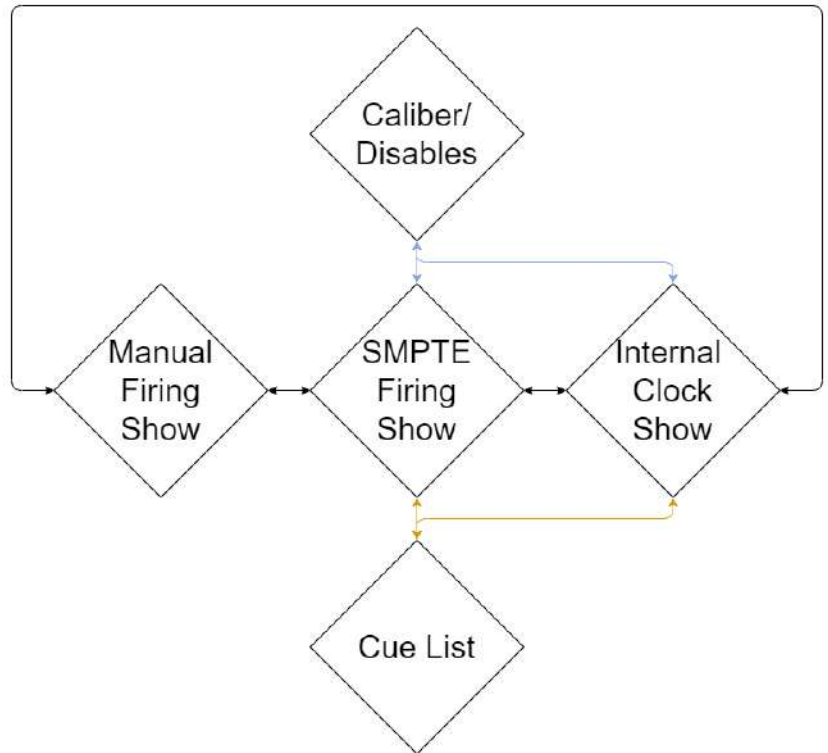 Caliber/
Disables
Manual
Firing
Show
SMPTE
Firing
Show
Internal
Clock
Show
Cue List